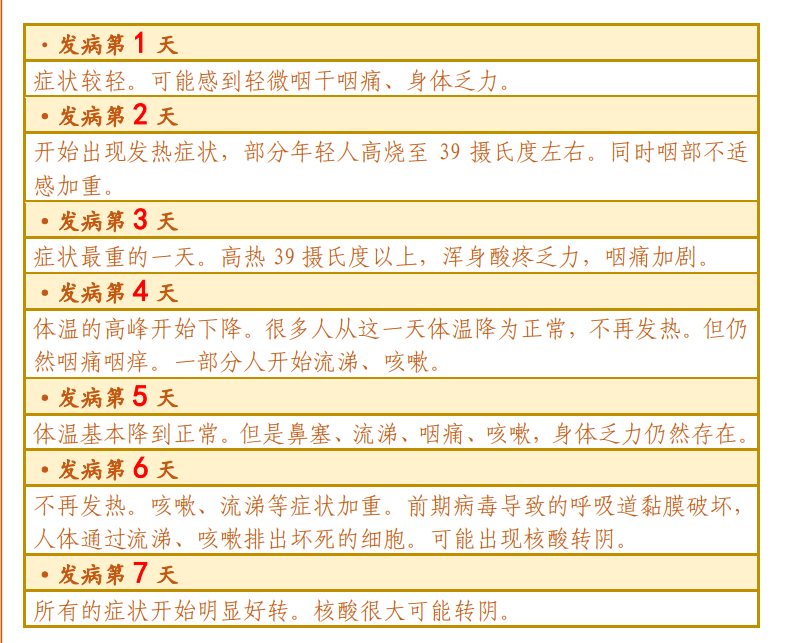 • 发病第 1 天
症状较轻。可能感到轻微咽干咽痛、身体乏力。
• 发病第 2 天
开始出现发热症状，部分年轻人高烧至 39 摄氏度左右。同时咽部不适
感加重。
• 发病第 3 天
症状最重的一天。高热 39 摄氏度以上，浑身酸疼乏力，咽痛加剧。
• 发病第 4 天
体温的高峰开始下降。很多人从这一天体温降为正常，不再发热。但仍
然咽痛咽痒。一部分人开始流涕、咳嗽。
• 发病第 5 天
体温基本降到正常。但是鼻塞、流涕、咽痛、咳嗽，身体乏力仍然存在。
• 发病第 6 天
不再发热。咳嗽、流涕等症状加重。前期病毒导致的呼吸道黏膜破坏，
人体通过流涕、咳嗽排出坏死的细胞。可能出现核酸转阴。
• 发病第 7 天
所有的症状开始明显好转。核酸很大可能转阴。